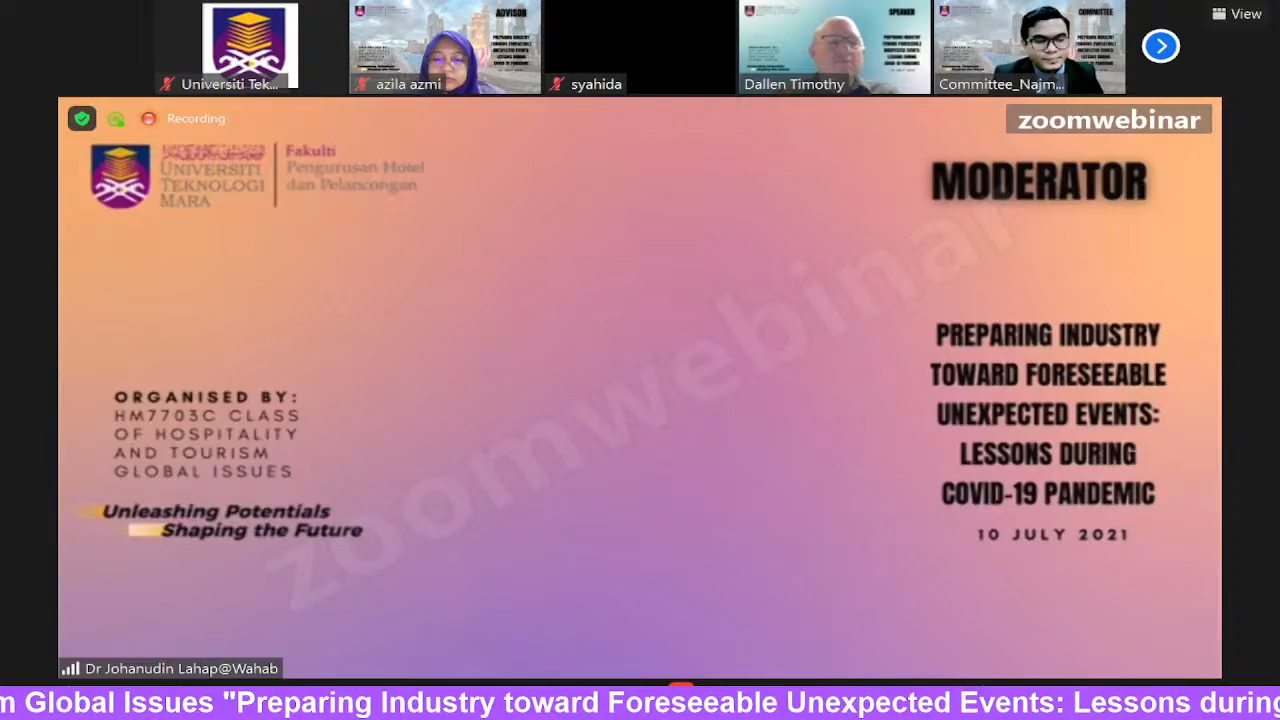 View
ADVISOR
SPEAKER
COMMITTEE
Universiti Tek...
azila azmi
syahida
Dallen Timothy
Committee_Najm...
Recording
zoomwebinar
UNIVERSITI
TEKNOLOGI
MARA
Fakulti
Pengurusan Hotel
dan Pelancongan
MODERATOR
zoomwebinar
PREPARING INDUSTRY
TOWARD FORESEEABLE
UNEXPECTED EVENTS:
LESSONS DURING
COVID-19 PANDEMIC
10 JULY 2021
ORGANISED BY:
HM7703C CLASS
OF HOSPITALITY
AND TOURISM
GLOBAL ISSUES
Unleashing Potentials
Shaping the Future
Dr Johanudin Lahap@Wahab
m Global Issues "Preparing Industry toward Foreseeable Unexpected Events: Lessons during